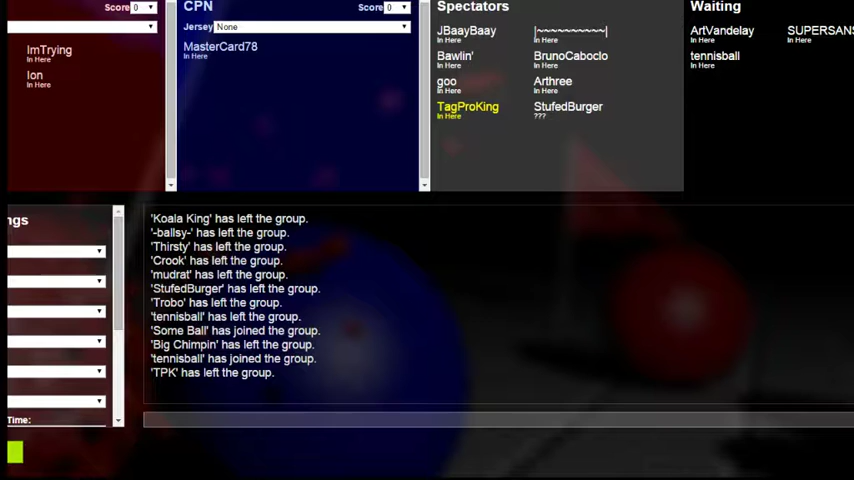 Score 0
ImTrying
In Here
Ion
In Here
CPN
Score 0
Jersey None
MasterCard78
In Here
Spectators
JBaayBaay
In Here
|~~~~~~~~~~|
In Here
Bawlin'
In Here
BrunoCaboclo
In Here
goo
In Here
Arthree
In Here
TagProKing
In Here
StufedBurger
???
Waiting
ArtVandelay
In Here
SUPERSANS
In Here
tennisball
In Here
ngs
Time:
'Koala King' has left the group.
'-ballsy-' has left the group.
'Thirsty' has left the group.
'Crook' has left the group.
'mudrat' has left the group.
'StufedBurger' has left the group.
'Trobo' has left the group.
'tennisball' has left the group.
'Some Ball' has joined the group.
'Big Chimpin' has left the group.
'tennisball' has joined the group.
'TPK' has left the group.